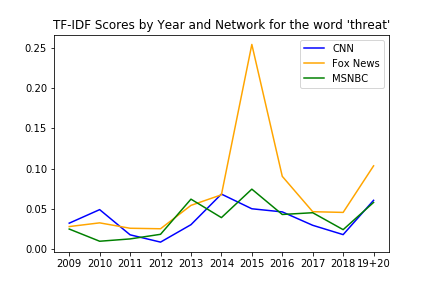 TF-IDF Scores by Year and Network for the word 'threat'
CNN
Fox News
MSNBC
0.25
0.20
0.15
0.10
0.05
0.00
2009 2010 2011 2012 2013 2014 2015 2016 2017 2018 19+20